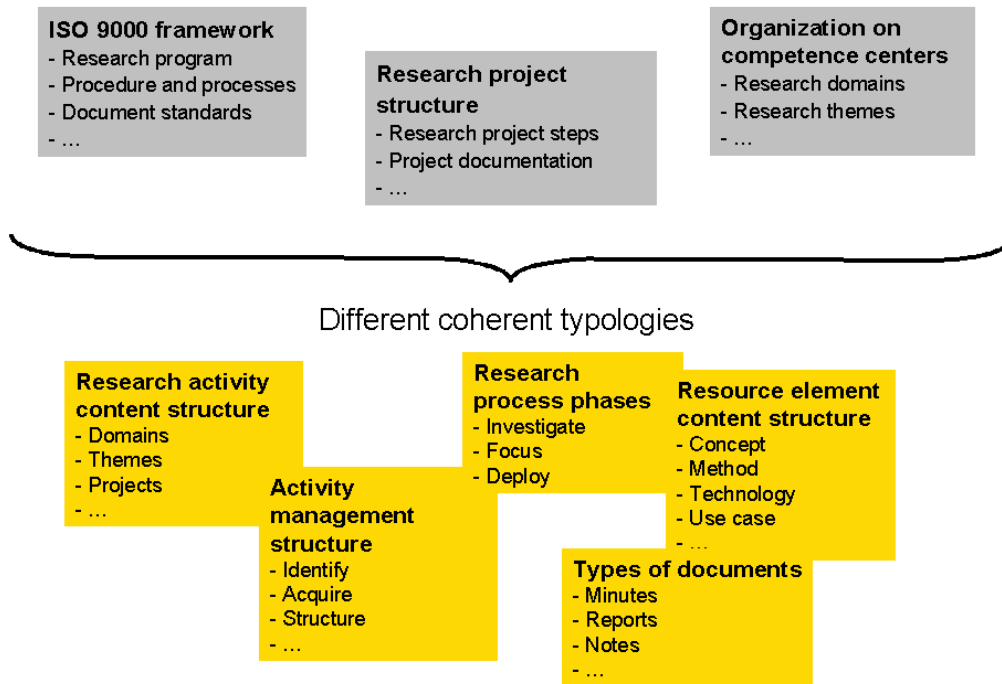 ISO 9000 framework
- Research program
- Procedure and processes
- Document standards
- ...
Research project
structure
- Research project steps
- Project documentation
- ...
Organization on
competence centers
- Research domains
- Research themes
- ...
Different coherent typologies
Research activity
content structure
- Domains
- Themes
- Projects
- ...
Activity
management
structure
- Identify
- Acquire
- Structure
- ...
Research
process phases
- Investigate
- Focus
- Deploy
Resource element
content structure
- Concept
- Method
- Technology
- Use case
- ...
Types of documents
- Minutes
- Reports
- Notes
- ...